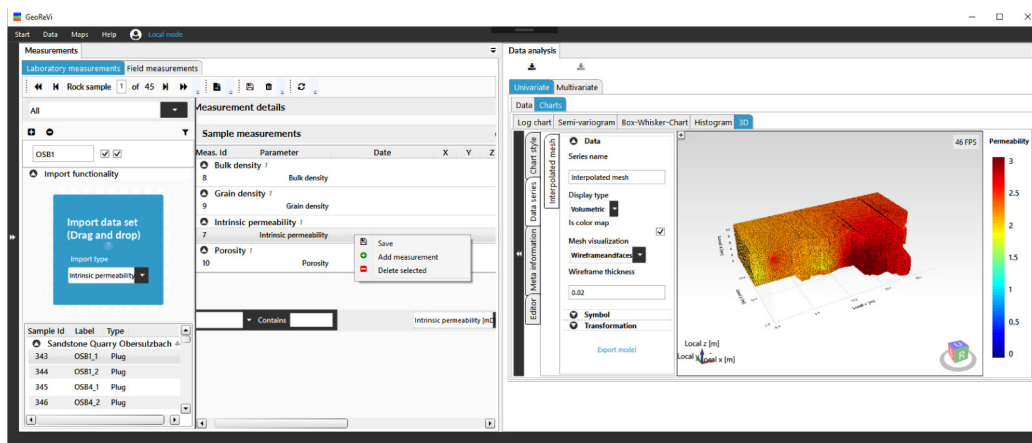 GeoReVi
Start Data Maps Help Local mode
Measurements
Laboratory measurements Field measurements
Rock sample 1 of 45
All
OSB1
Import functionality
Import data set
(Drag and drop)
?
Import type
Intrinsic permeability
Sample Id Label Type
Sandstone Quarry Obersulzbach
343 OSB1_1 Plug
344 OSB1_2 Plug
345 OSB4_1 Plug
346 OSB4_2 Plug
Measurement details
Sample measurements
Meas. Id Parameter Date X Y Z
Bulk density 1
8 Bulk density
Grain density 1
9 Grain density
Intrinsic permeability 1
7 Intrinsic permeability
Porosity 1
10 Porosity
Save
Add measurement
Delete selected
Contains
Intrinsic permeability [mD
Data analysis
Univariate Multivariate
Data Charts
Log chart Semi-variogram Box-Whisker-Chart Histogram 3D
Chart style
Data series
Meta information
Editor
Interpolated mesh
Data
Series name
Interpolated mesh
Display type
Volumetric
Is color map
Mesh visualization
Wireframeandfaces
Wireframe thickness
0.02
Symbol
Transformation
Export model
46 FPS
Local z [m]
Local x [m]
Permeability
3
2.5
2
1.5
1
0.5
0